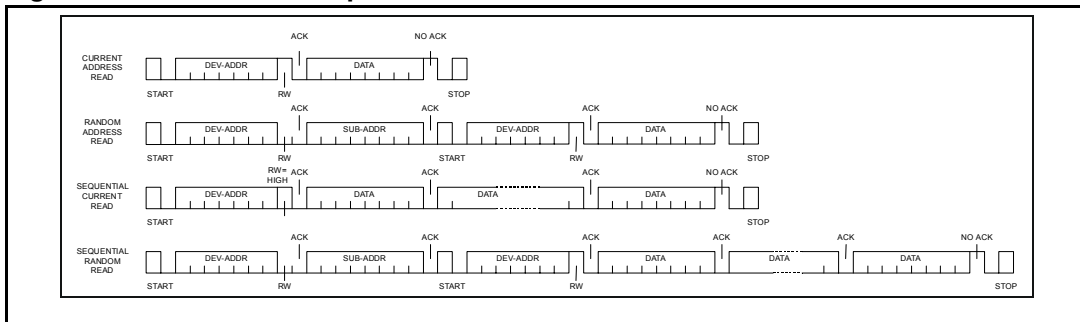 ACK NO ACK
CURRENT ADDRESS READ
DEV-ADDR DATA
START RW STOP
ACK ACK ACK NO ACK
RANDOM ADDRESS READ
DEV-ADDR SUB-ADDR DEV-ADDR DATA
START RW START RW STOP
RW= HIGH ACK ACK ACK NO ACK
SEQUENTIAL CURRENT READ
DEV-ADDR DATA DATA DATA
START STOP
ACK ACK ACK ACK ACK NO ACK
SEQUENTIAL RANDOM READ
DEV-ADDR SUB-ADDR DEV-ADDR DATA DATA DATA
START RW START RW STOP